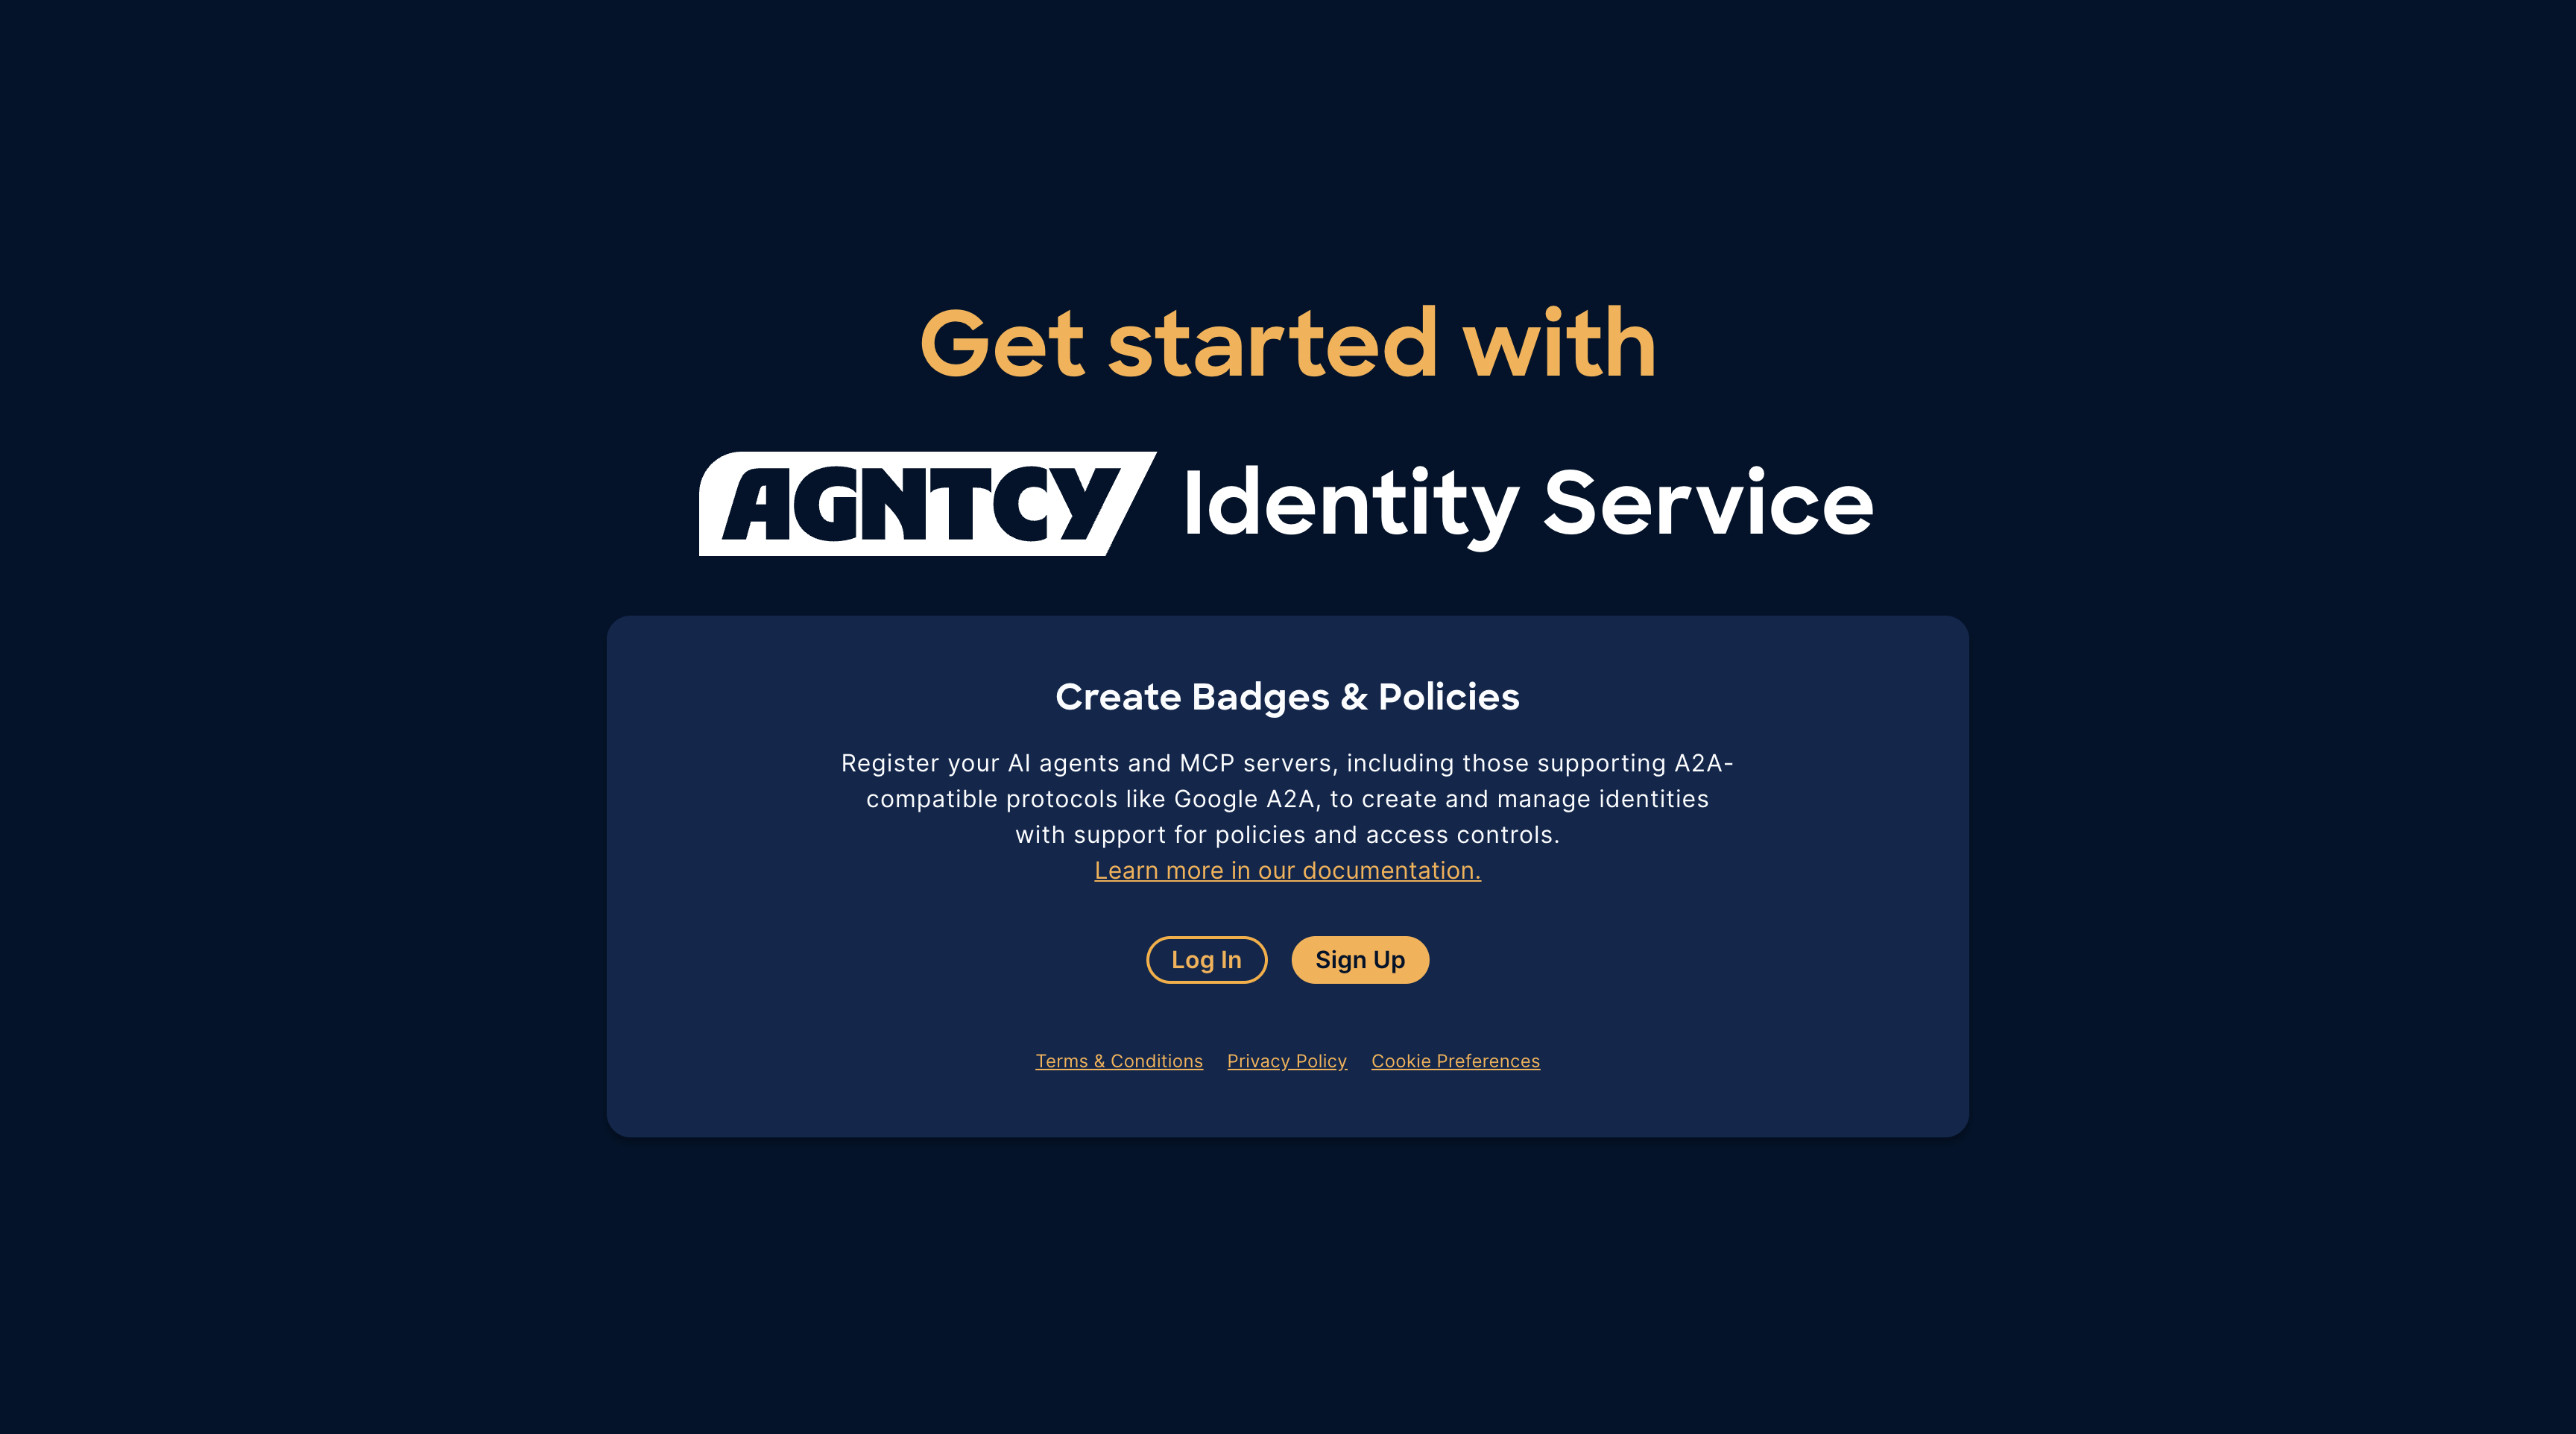 Get started with
AGNTCY Identity Service
Create Badges & Policies
Register your AI agents and MCP servers, including those supporting A2A-
compatible protocols like Google A2A, to create and manage identities
with support for policies and access controls.
Learn more in our documentation.
Log In Sign Up
Terms & Conditions Privacy Policy Cookie Preferences